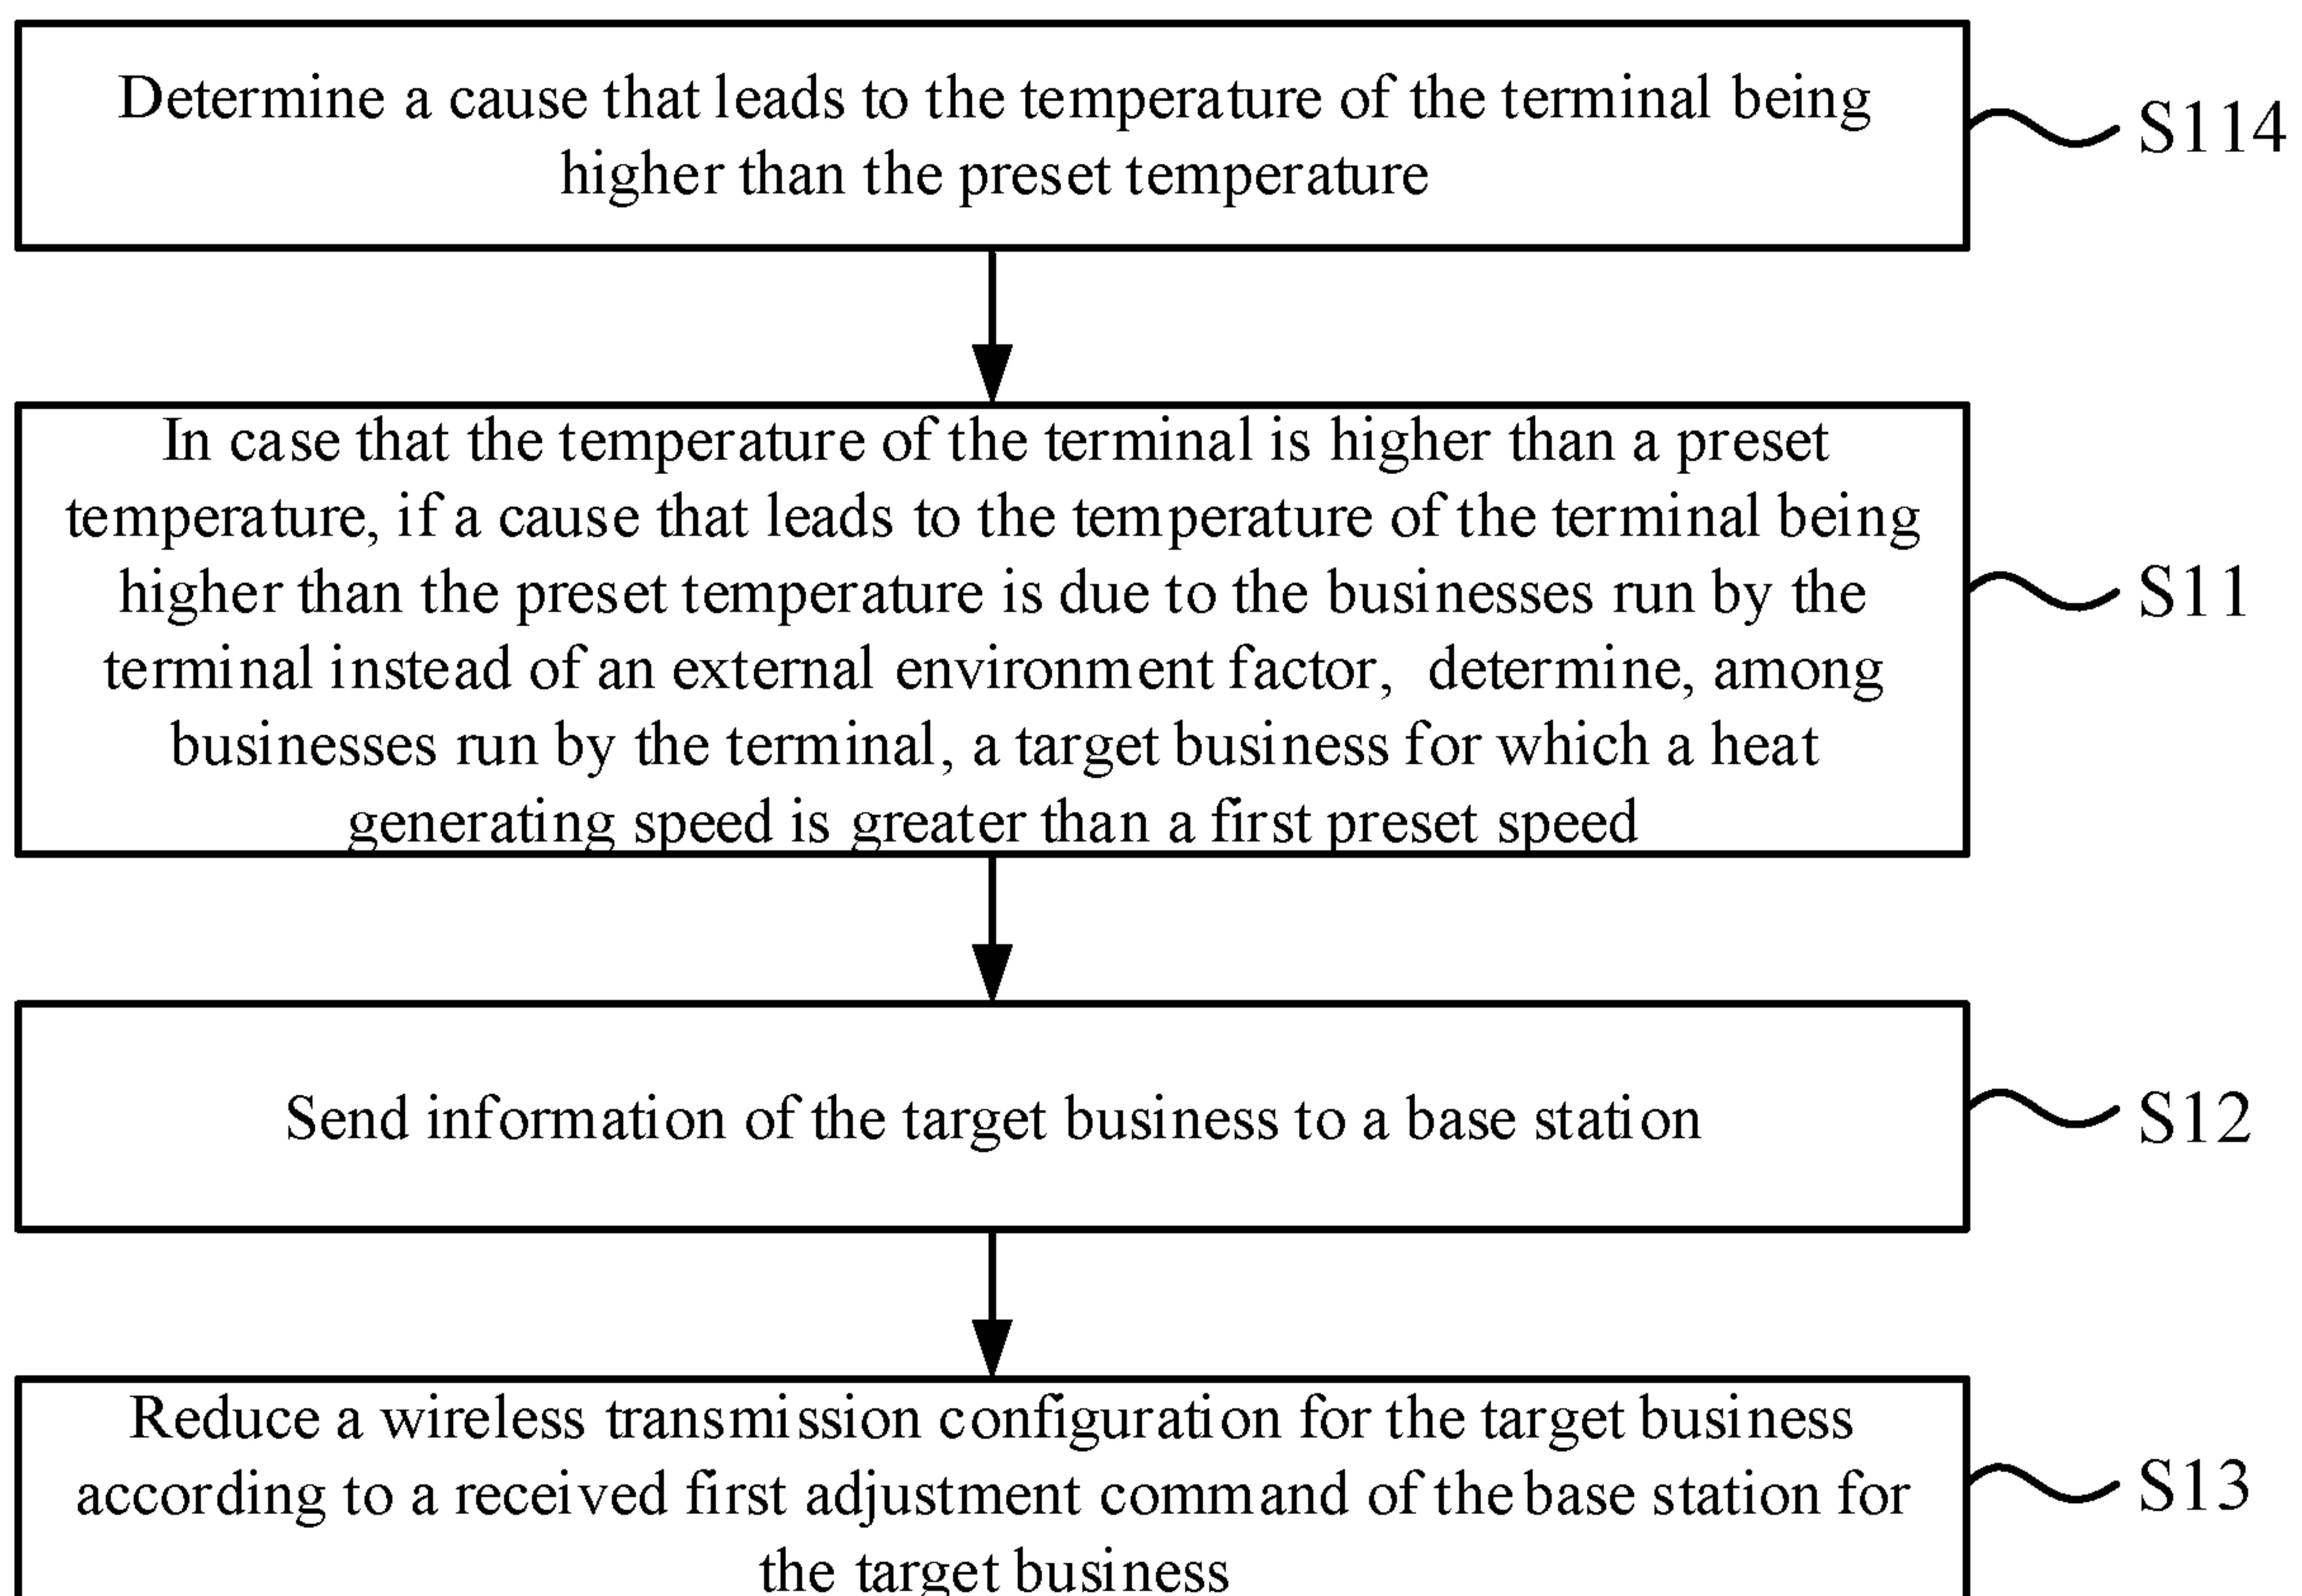 Determine a cause that leads to the temperature of the terminal being
higher than the preset temperature
S114
In case that the temperature of the terminal is higher than a preset
temperature, if a cause that leads to the temperature of the terminal being
higher than the preset temperature is due to the businesses run by the
terminal instead of an external environment factor, determine, among
businesses run by the terminal, a target business for which a heat
generating speed is greater than a first preset speed
S11
Send information of the target business to a base station
S12
Reduce a wireless transmission configuration for the target business
according to a received first adjustment command of the base station for
the target business
S13